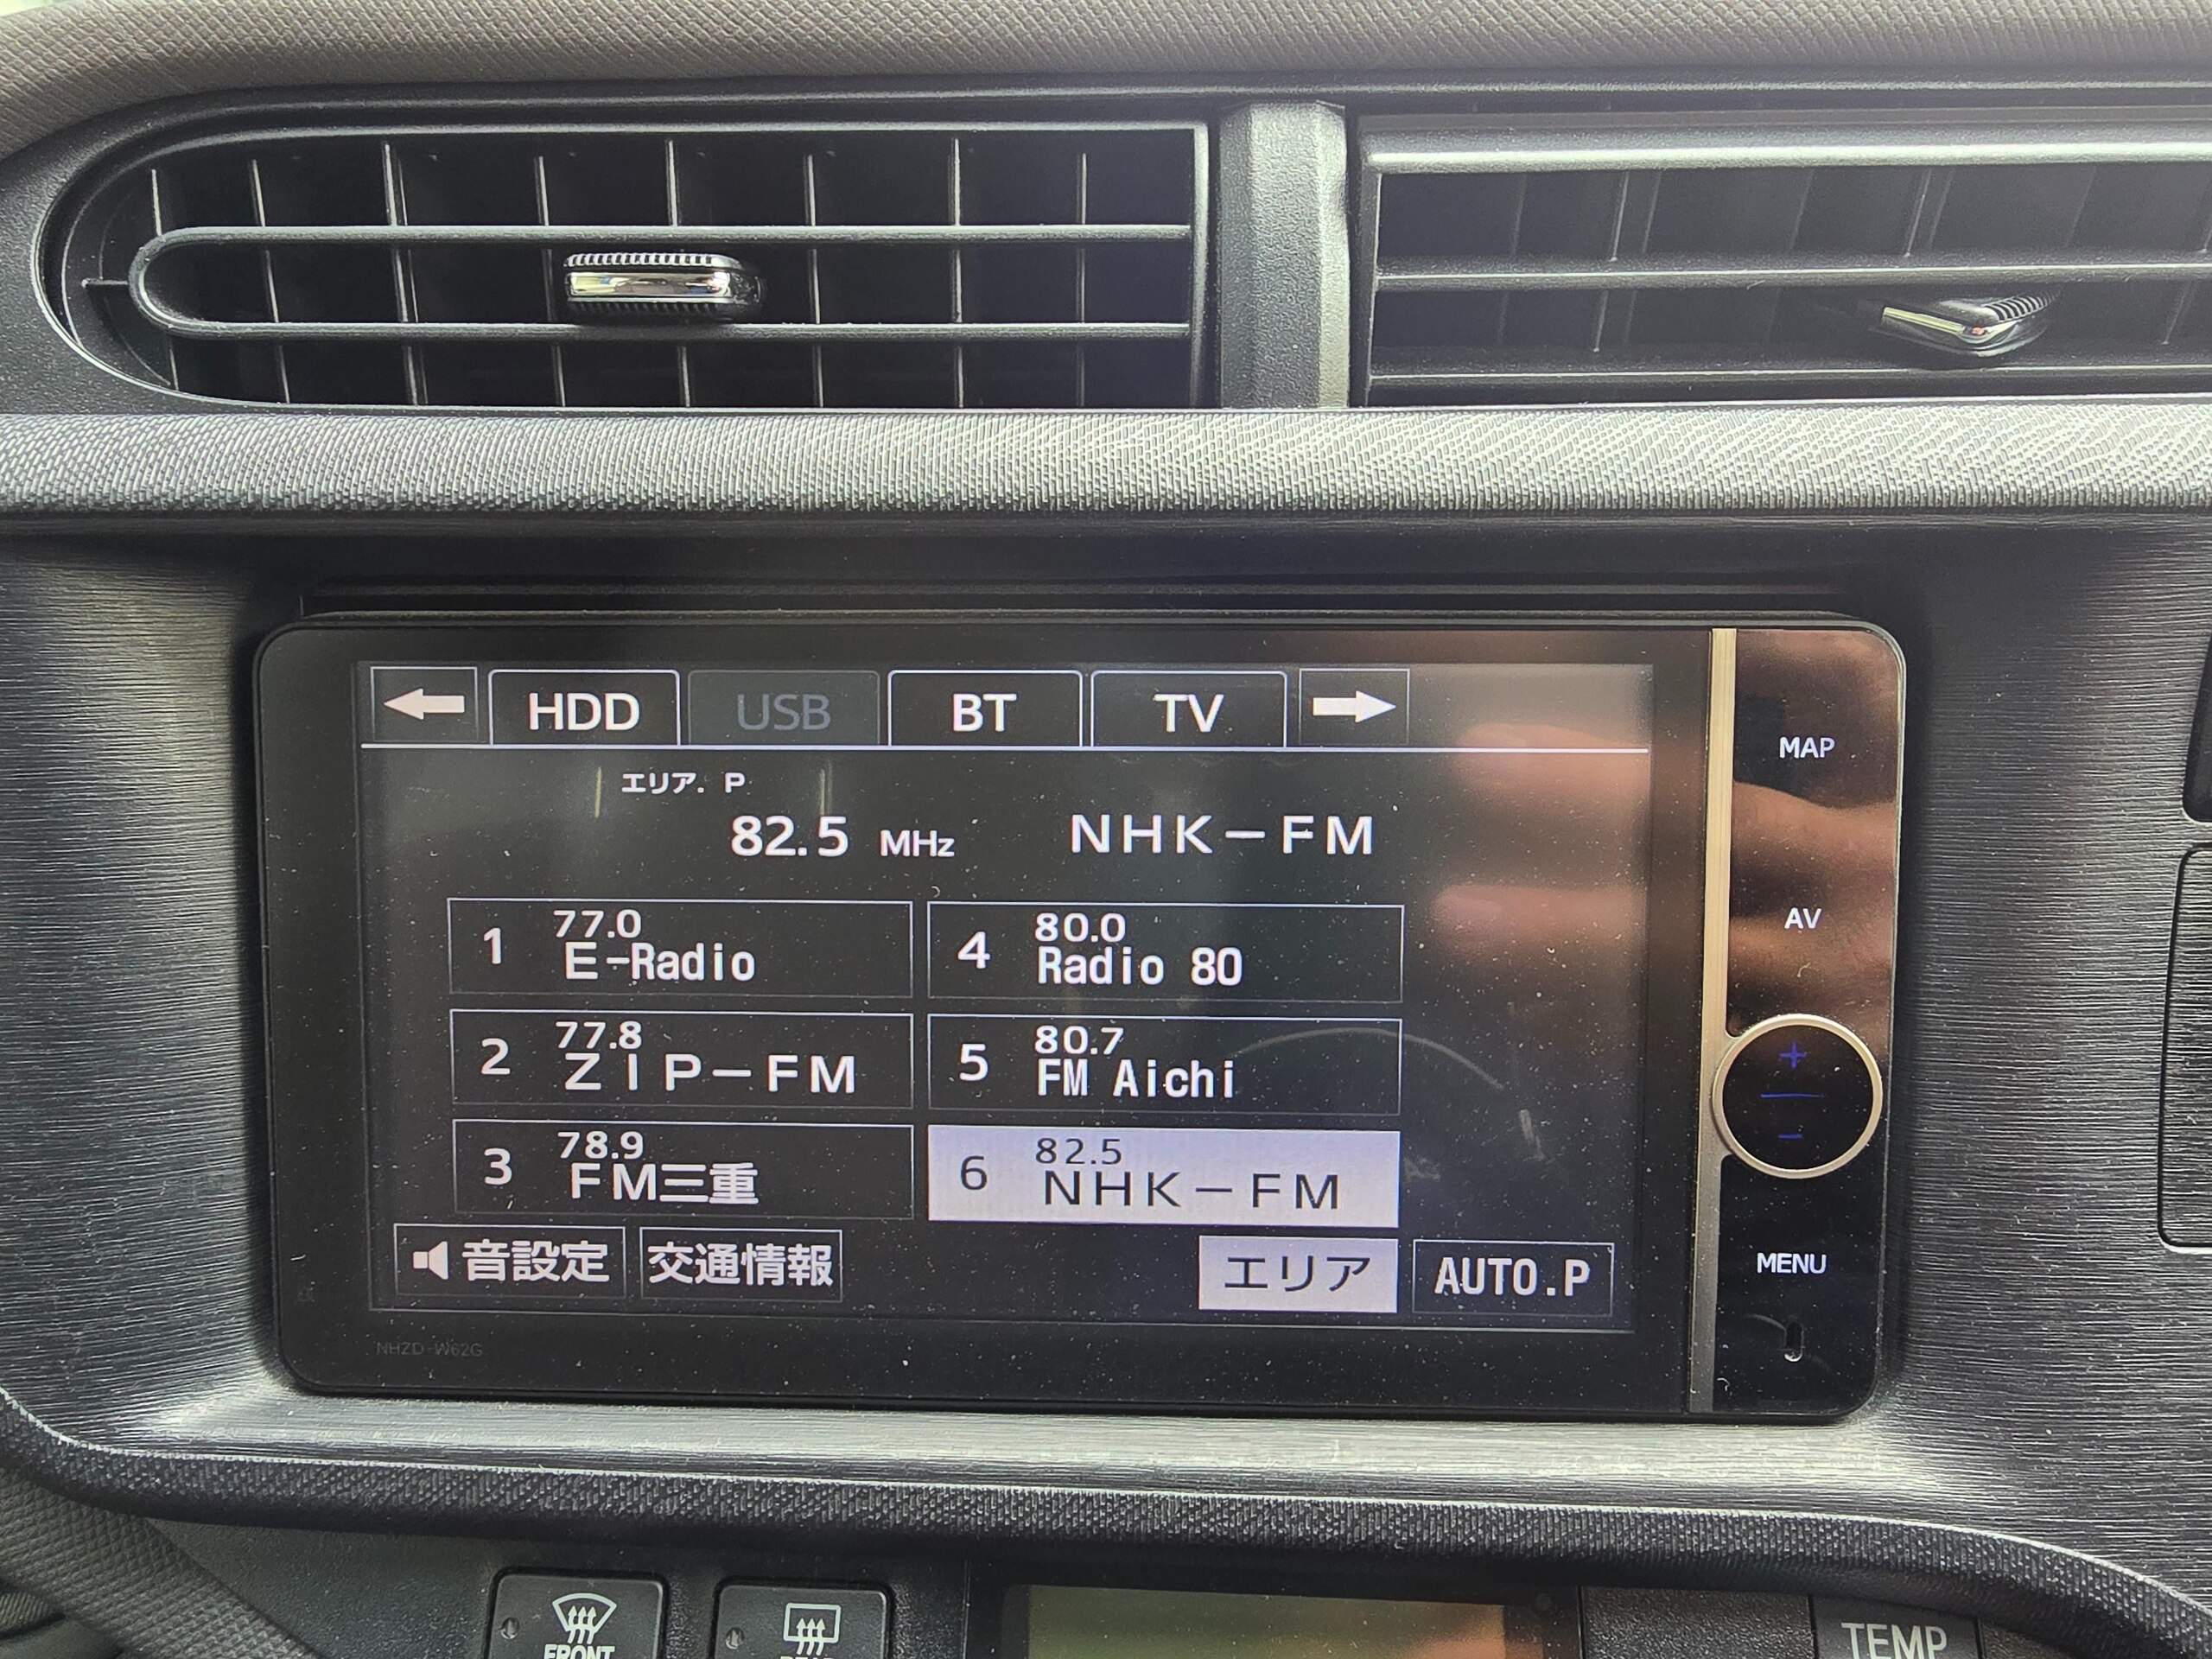 HDD USB BT TV
エリア. P
82.5 MHz NHK－FM
1 77.0
E-Radio
4 80.0
Radio 80
2 77.8
ZIP－FM
5 80.7
FM Aichi
3 78.9
FM三重
6 82.5
NHK－FM
音設定 交通情報 エリア AUTO.P
MAP
AV
+
−
MENU
NHZD-W62G
FRONT
TEMP